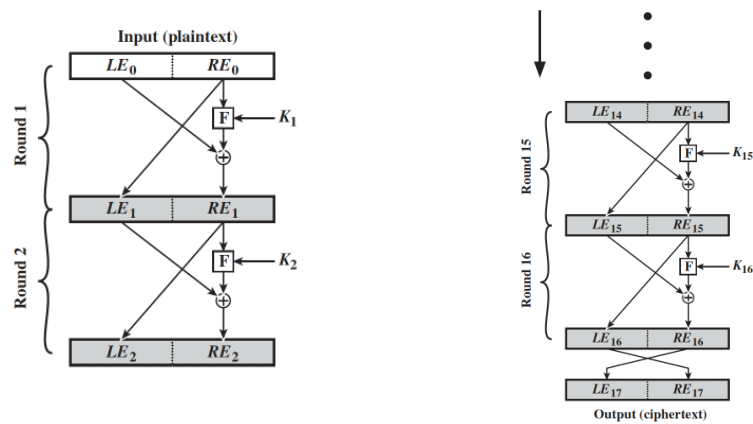 Input (plaintext)
LE0 RE0
Round 1
F
K1
+
LE1 RE1
Round 2
F
K2
+
LE2 RE2
LE14 RE14
Round 15
F
K15
+
LE15 RE15
Round 16
F
K16
+
LE16 RE16
LE17 RE17
Output (ciphertext)